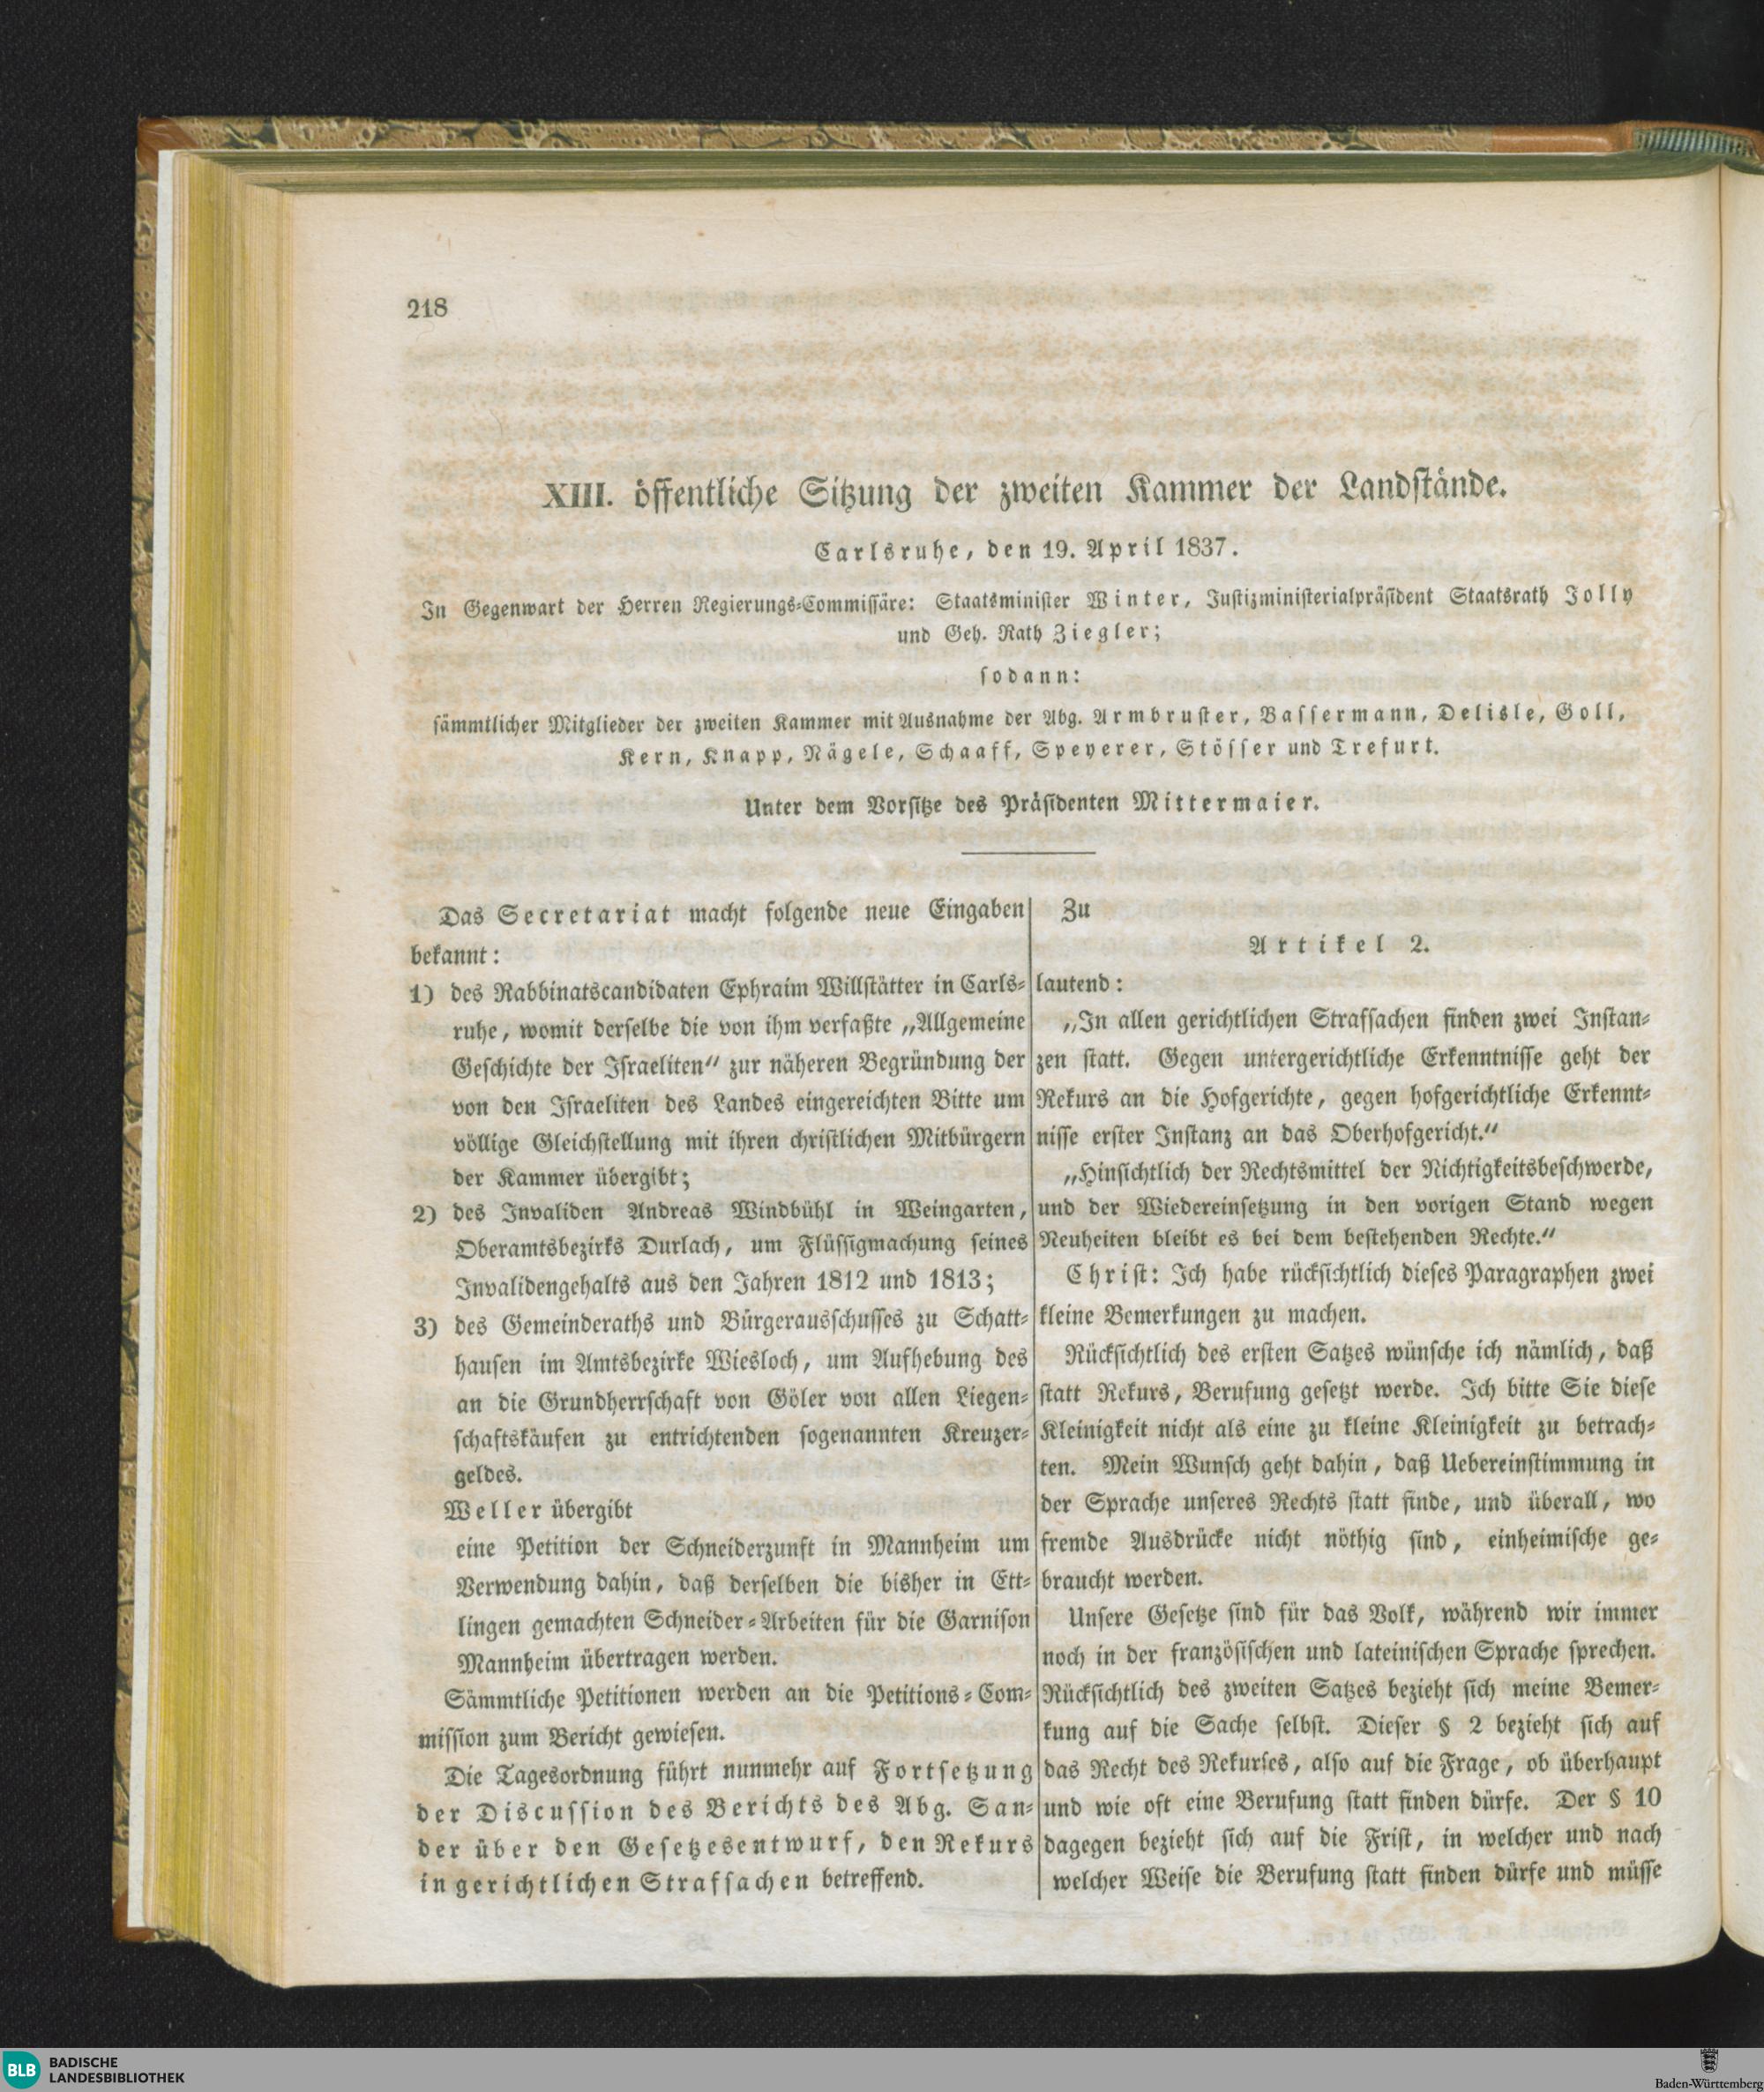 218
XIII. öffentliche Sitzung der zweiten Kammer der Landstände.
Carlsruhe, den 19. April 1837.
In Gegenwart der Herren Regierungs-Commissäre: Staatsminister Winter, Justizministerialpräsident Staatsrath Jolly
und Geh. Rath Ziegler;
sodann:
sämmtlicher Mitglieder der zweiten Kammer mit Ausnahme der Abg. Armbruster, Bassermann, Delisle, Goll,
Kern, Knapp, Nägele, Schaaff, Speyerer, Stösser und Trefurt.
Unter dem Vorsitze des Präsidenten Mittermaier.
Das Secretariat macht folgende neue Eingaben
bekannt:
1) des Rabbinatscandidaten Ephraim Willstätter in Carls-
ruhe, womit derselbe die von ihm verfaßte „Allgemeine
Geschichte der Israeliten“ zur näheren Begründung der
von den Israeliten des Landes eingereichten Bitte um
völlige Gleichstellung mit ihren christlichen Mitbürgern
der Kammer übergibt;
2) des Invaliden Andreas Windbühl in Weingarten,
Oberamtsbezirks Durlach, um Flüssigmachung seines
Invalidengehalts aus den Jahren 1812 und 1813;
3) des Gemeinderaths und Bürgerausschusses zu Schatt-
hausen im Amtsbezirke Wiesloch, um Aufhebung des
an die Grundherrschaft von Göler von allen Liegen-
schaftskäufen zu entrichtenden sogenannten Kreuzer-
geldes.
Weller übergibt
eine Petition der Schneiderzunft in Mannheim um
Verwendung dahin, daß derselben die bisher in Ett-
lingen gemachten Schneider-Arbeiten für die Garnison
Mannheim übertragen werden.
Sämmtliche Petitionen werden an die Petitions-Com-
mission zum Bericht gewiesen.
Die Tagesordnung führt nunmehr auf Fortsetzung
der Discussion des Berichts des Abg. San-
der über den Gesetzesentwurf, den Rekurs
in gerichtlichen Strafsachen betreffend.
Zu
Artikel 2.
lautend:
„In allen gerichtlichen Strafsachen finden zwei Instan-
zen statt. Gegen untergerichtliche Erkenntnisse geht der
Rekurs an die Hofgerichte, gegen hofgerichtliche Erkennt-
nisse erster Instanz an das Oberhofgericht.“
„Hinsichtlich der Rechtsmittel der Nichtigkeitsbeschwerde,
und der Wiedereinsetzung in den vorigen Stand wegen
Neuheiten bleibt es bei dem bestehenden Rechte.“
Christ: Ich habe rücksichtlich dieses Paragraphen zwei
kleine Bemerkungen zu machen.
Rücksichtlich des ersten Satzes wünsche ich nämlich, daß
statt Rekurs, Berufung gesetzt werde. Ich bitte Sie diese
Kleinigkeit nicht als eine zu kleine Kleinigkeit zu betrach-
ten. Mein Wunsch geht dahin, daß Uebereinstimmung in
der Sprache unseres Rechts statt finde, und überall, wo
fremde Ausdrücke nicht nöthig sind, einheimische ge-
braucht werden.
Unsere Gesetze sind für das Volk, während wir immer
noch in der französischen und lateinischen Sprache sprechen.
Rücksichtlich des zweiten Satzes bezieht sich meine Bemer-
kung auf die Sache selbst. Dieser § 2 bezieht sich auf
das Recht des Rekurses, also auf die Frage, ob überhaupt
und wie oft eine Berufung statt finden dürfe. Der § 10
dagegen bezieht sich auf die Frist, in welcher und nach
welcher Weise die Berufung statt finden dürfe und müsse
BLB BADISCHE
LANDESBIBLIOTHEK
Baden-Württemberg